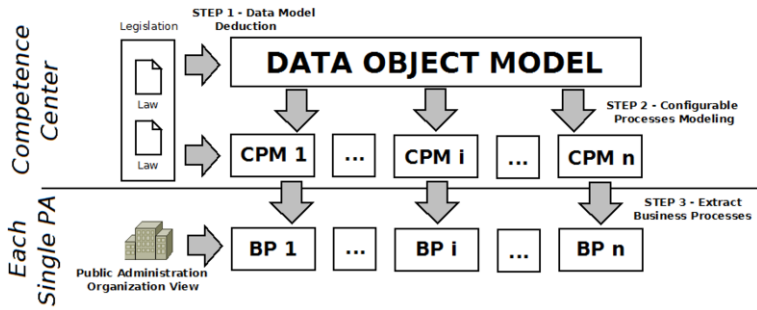 Legislation
STEP 1 - Data Model
Deduction
Competence
Center
Law
DATA OBJECT MODEL
STEP 2 - Configurable
Processes Modeling
Law
CPM 1
...
CPM i
...
CPM n
STEP 3 - Extract
Business Processes
Each
Single PA
BP 1
...
BP i
...
BP n
Public Administration
Organization View